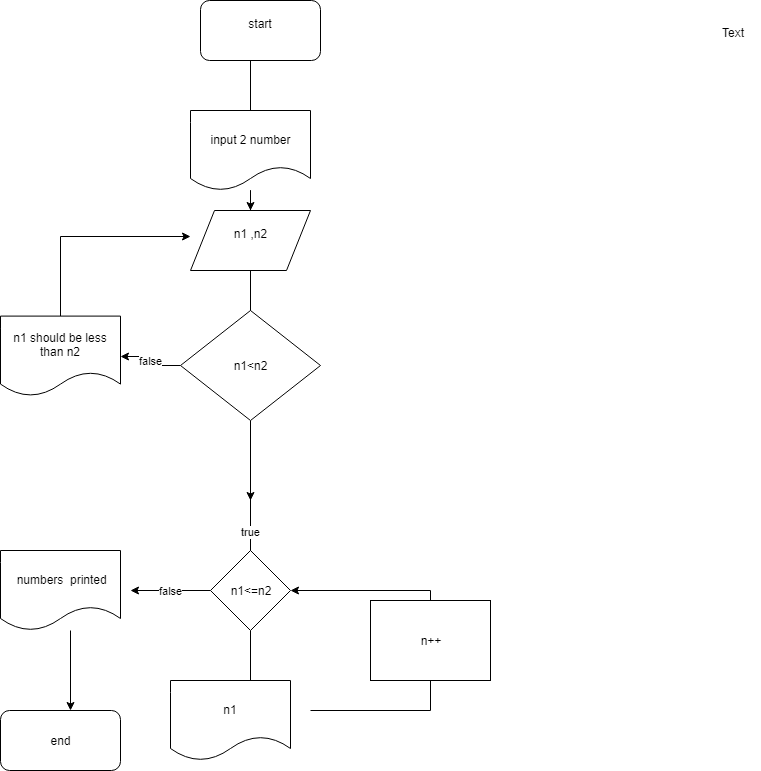 start
Text
input 2 number
n1 ,n2
n1 should be less
than n2
false
n1<n2
true
numbers  printed
false
n1<=n2
n++
n1
end